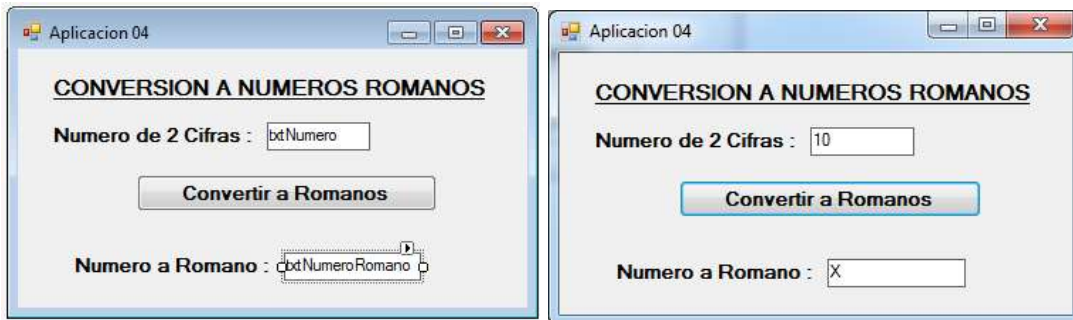 Aplicacion 04
CONVERSION A NUMEROS ROMANOS
Numero de 2 Cifras : txtNumero
Convertir a Romanos
Numero a Romano : txtNumeroRomano
Aplicacion 04
CONVERSION A NUMEROS ROMANOS
Numero de 2 Cifras : 10
Convertir a Romanos
Numero a Romano : X